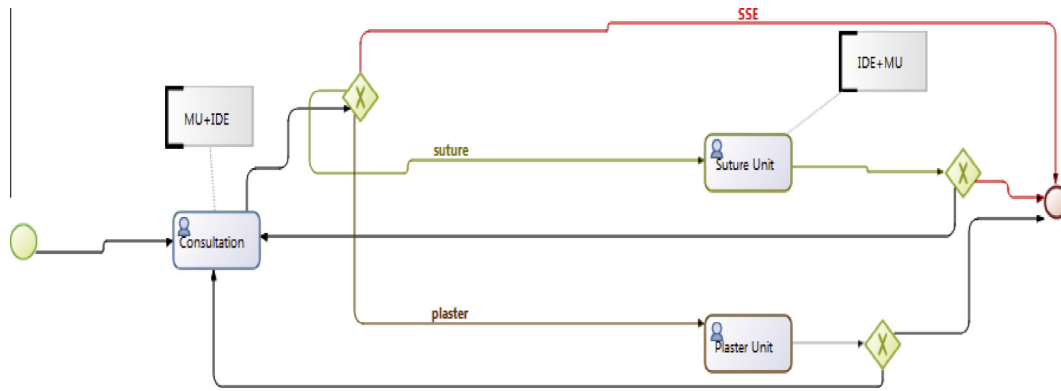 SSE
IDE+MU
MU+IDE
suture
Suture Unit
Consultation
plaster
Plaster Unit